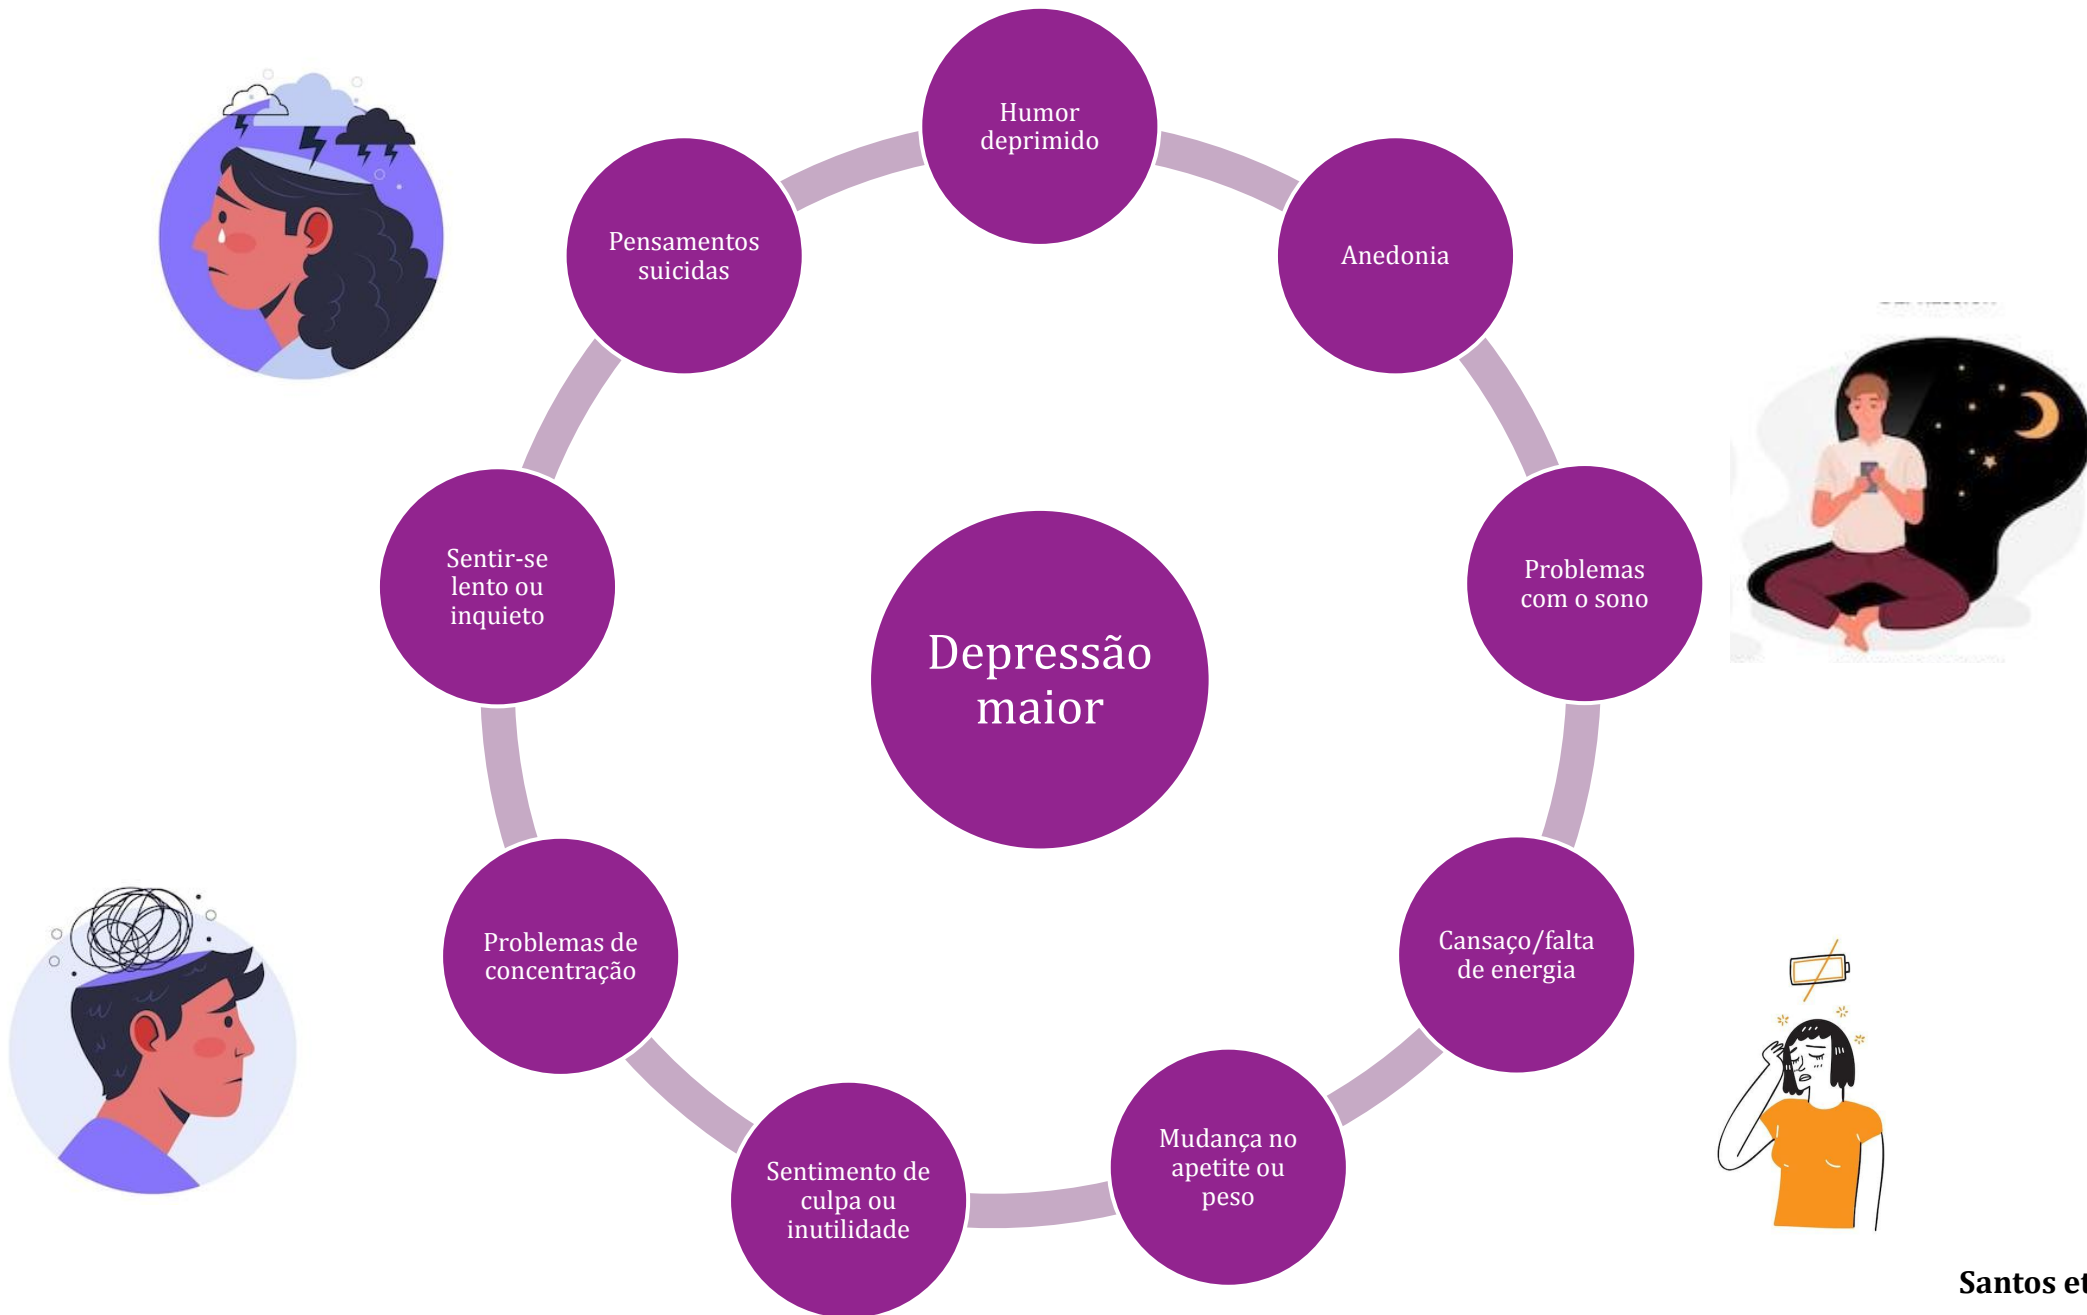 Humor
deprimido
Anedonia
Problemas
com o sono
Cansaço/falta
de energia
Mudança no
apetite ou
peso
Sentimento de
culpa ou
inutilidade
Problemas de
concentração
Sentir-se
lento ou
inquieto
Pensamentos
suicidas
Depressão
maior
Santos et